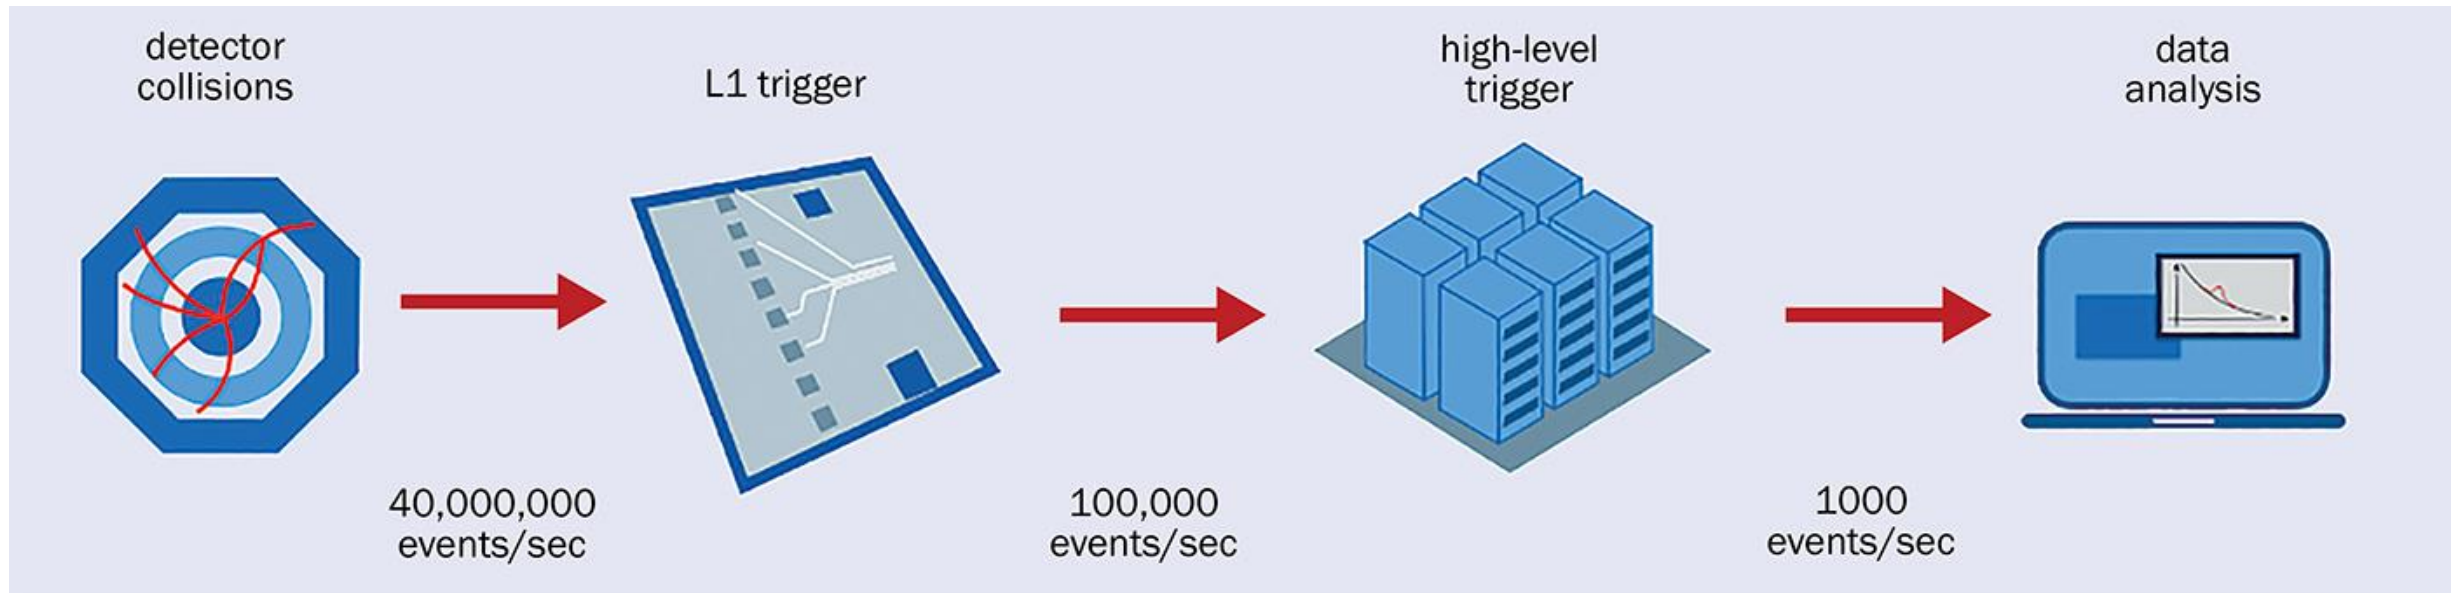 detector
collisions
L1 trigger
high-level
trigger
data
analysis
40,000,000
events/sec
100,000
events/sec
1000
events/sec